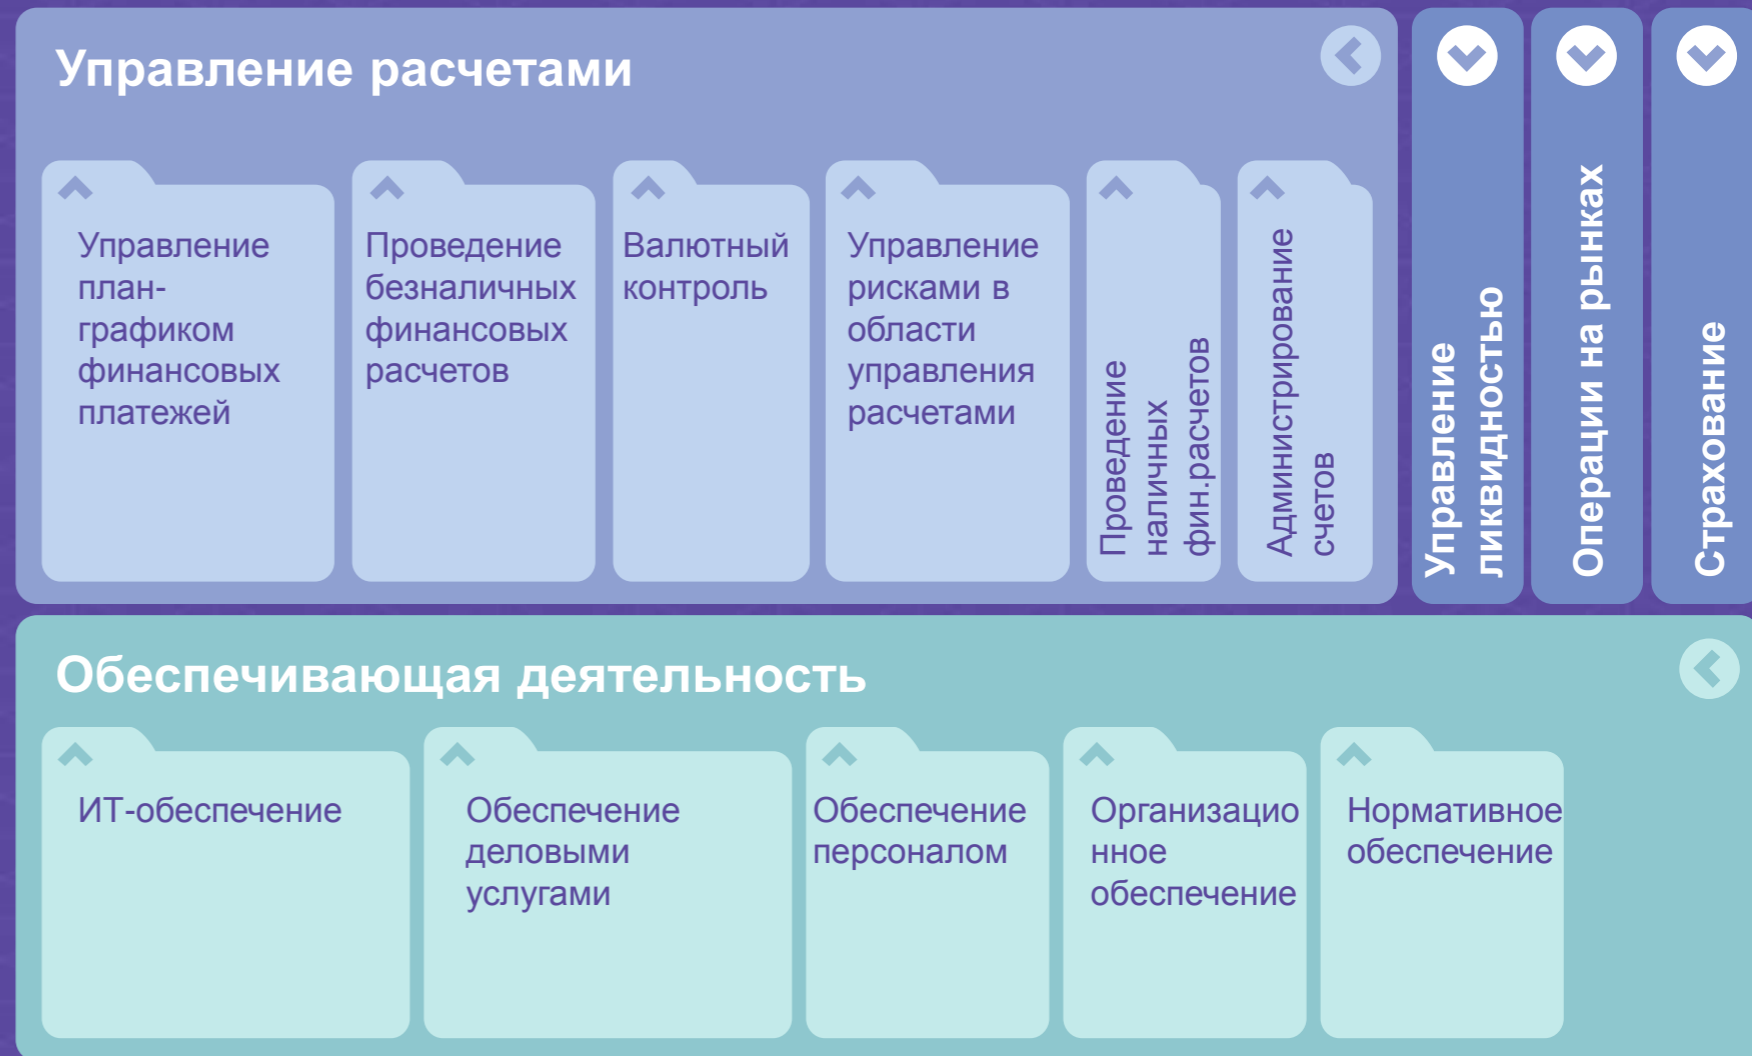 Управление расчетами
Управление
план-
графиком
финансовых
платежей
Проведение
безналичных
финансовых
расчетов
Валютный
контроль
Управление
рисками в
области
управления
расчетами
Проведение
наличных
фин.расчетов
Администрирование
счетов
Управление
ликвидностью
Операции на рынках
Страхование
Обеспечивающая деятельность
ИТ-обеспечение
Обеспечение
деловыми
услугами
Обеспечение
персоналом
Организацио
нное
обеспечение
Нормативное
обеспечение